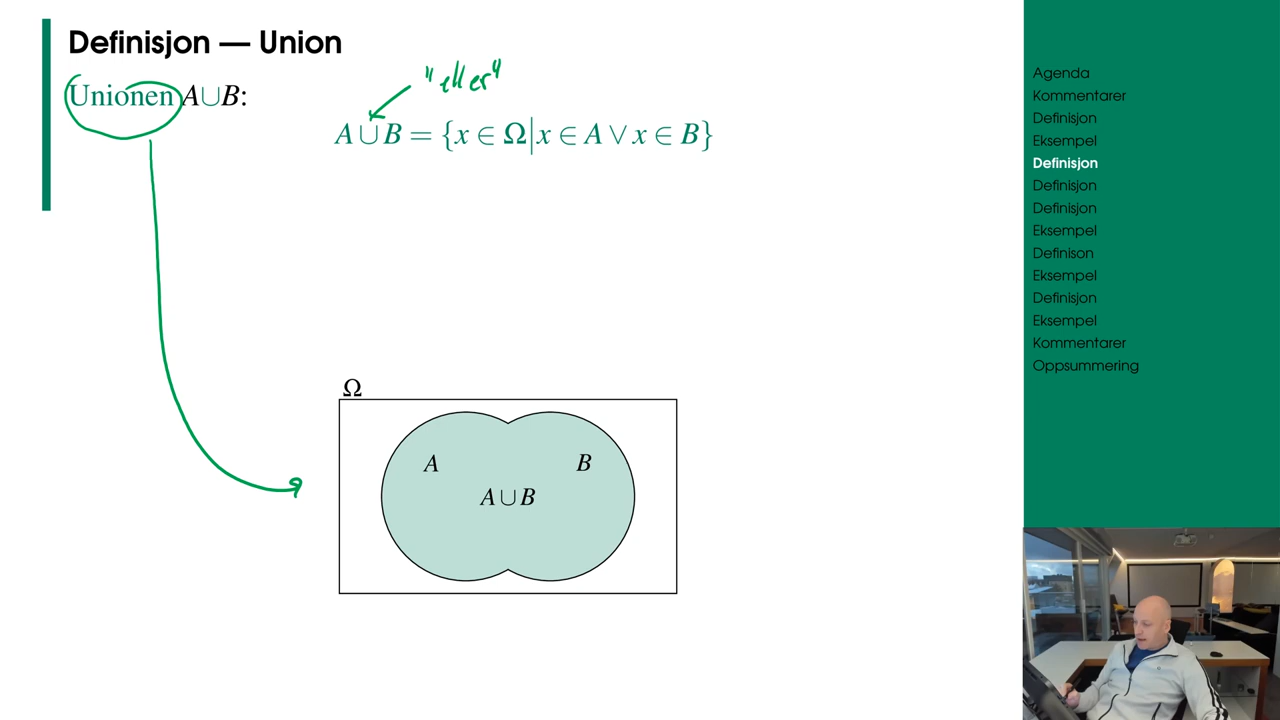 Definisjon — Union
"eller"
Unionen A∪B:
A ∪ B = {x ∈ Ω|x ∈ A ∨ x ∈ B}
Ω
A B
A ∪ B
Agenda
Kommentarer
Definisjon
Eksempel
Definisjon
Definisjon
Definisjon
Eksempel
Definison
Eksempel
Definisjon
Eksempel
Kommentarer
Oppsummering